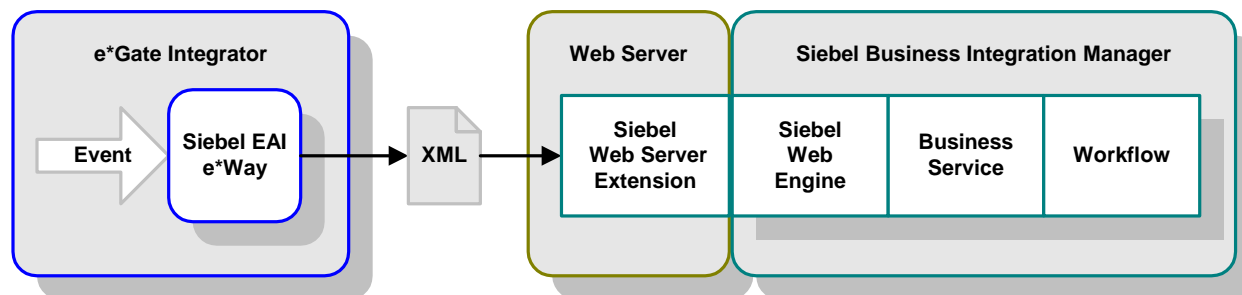 e*Gate Integrator
Web Server
Siebel Business Integration Manager
Event
Siebel EAI
e*Way
XML
Siebel
Web Server
Extension
Siebel
Web
Engine
Business
Service
Workflow